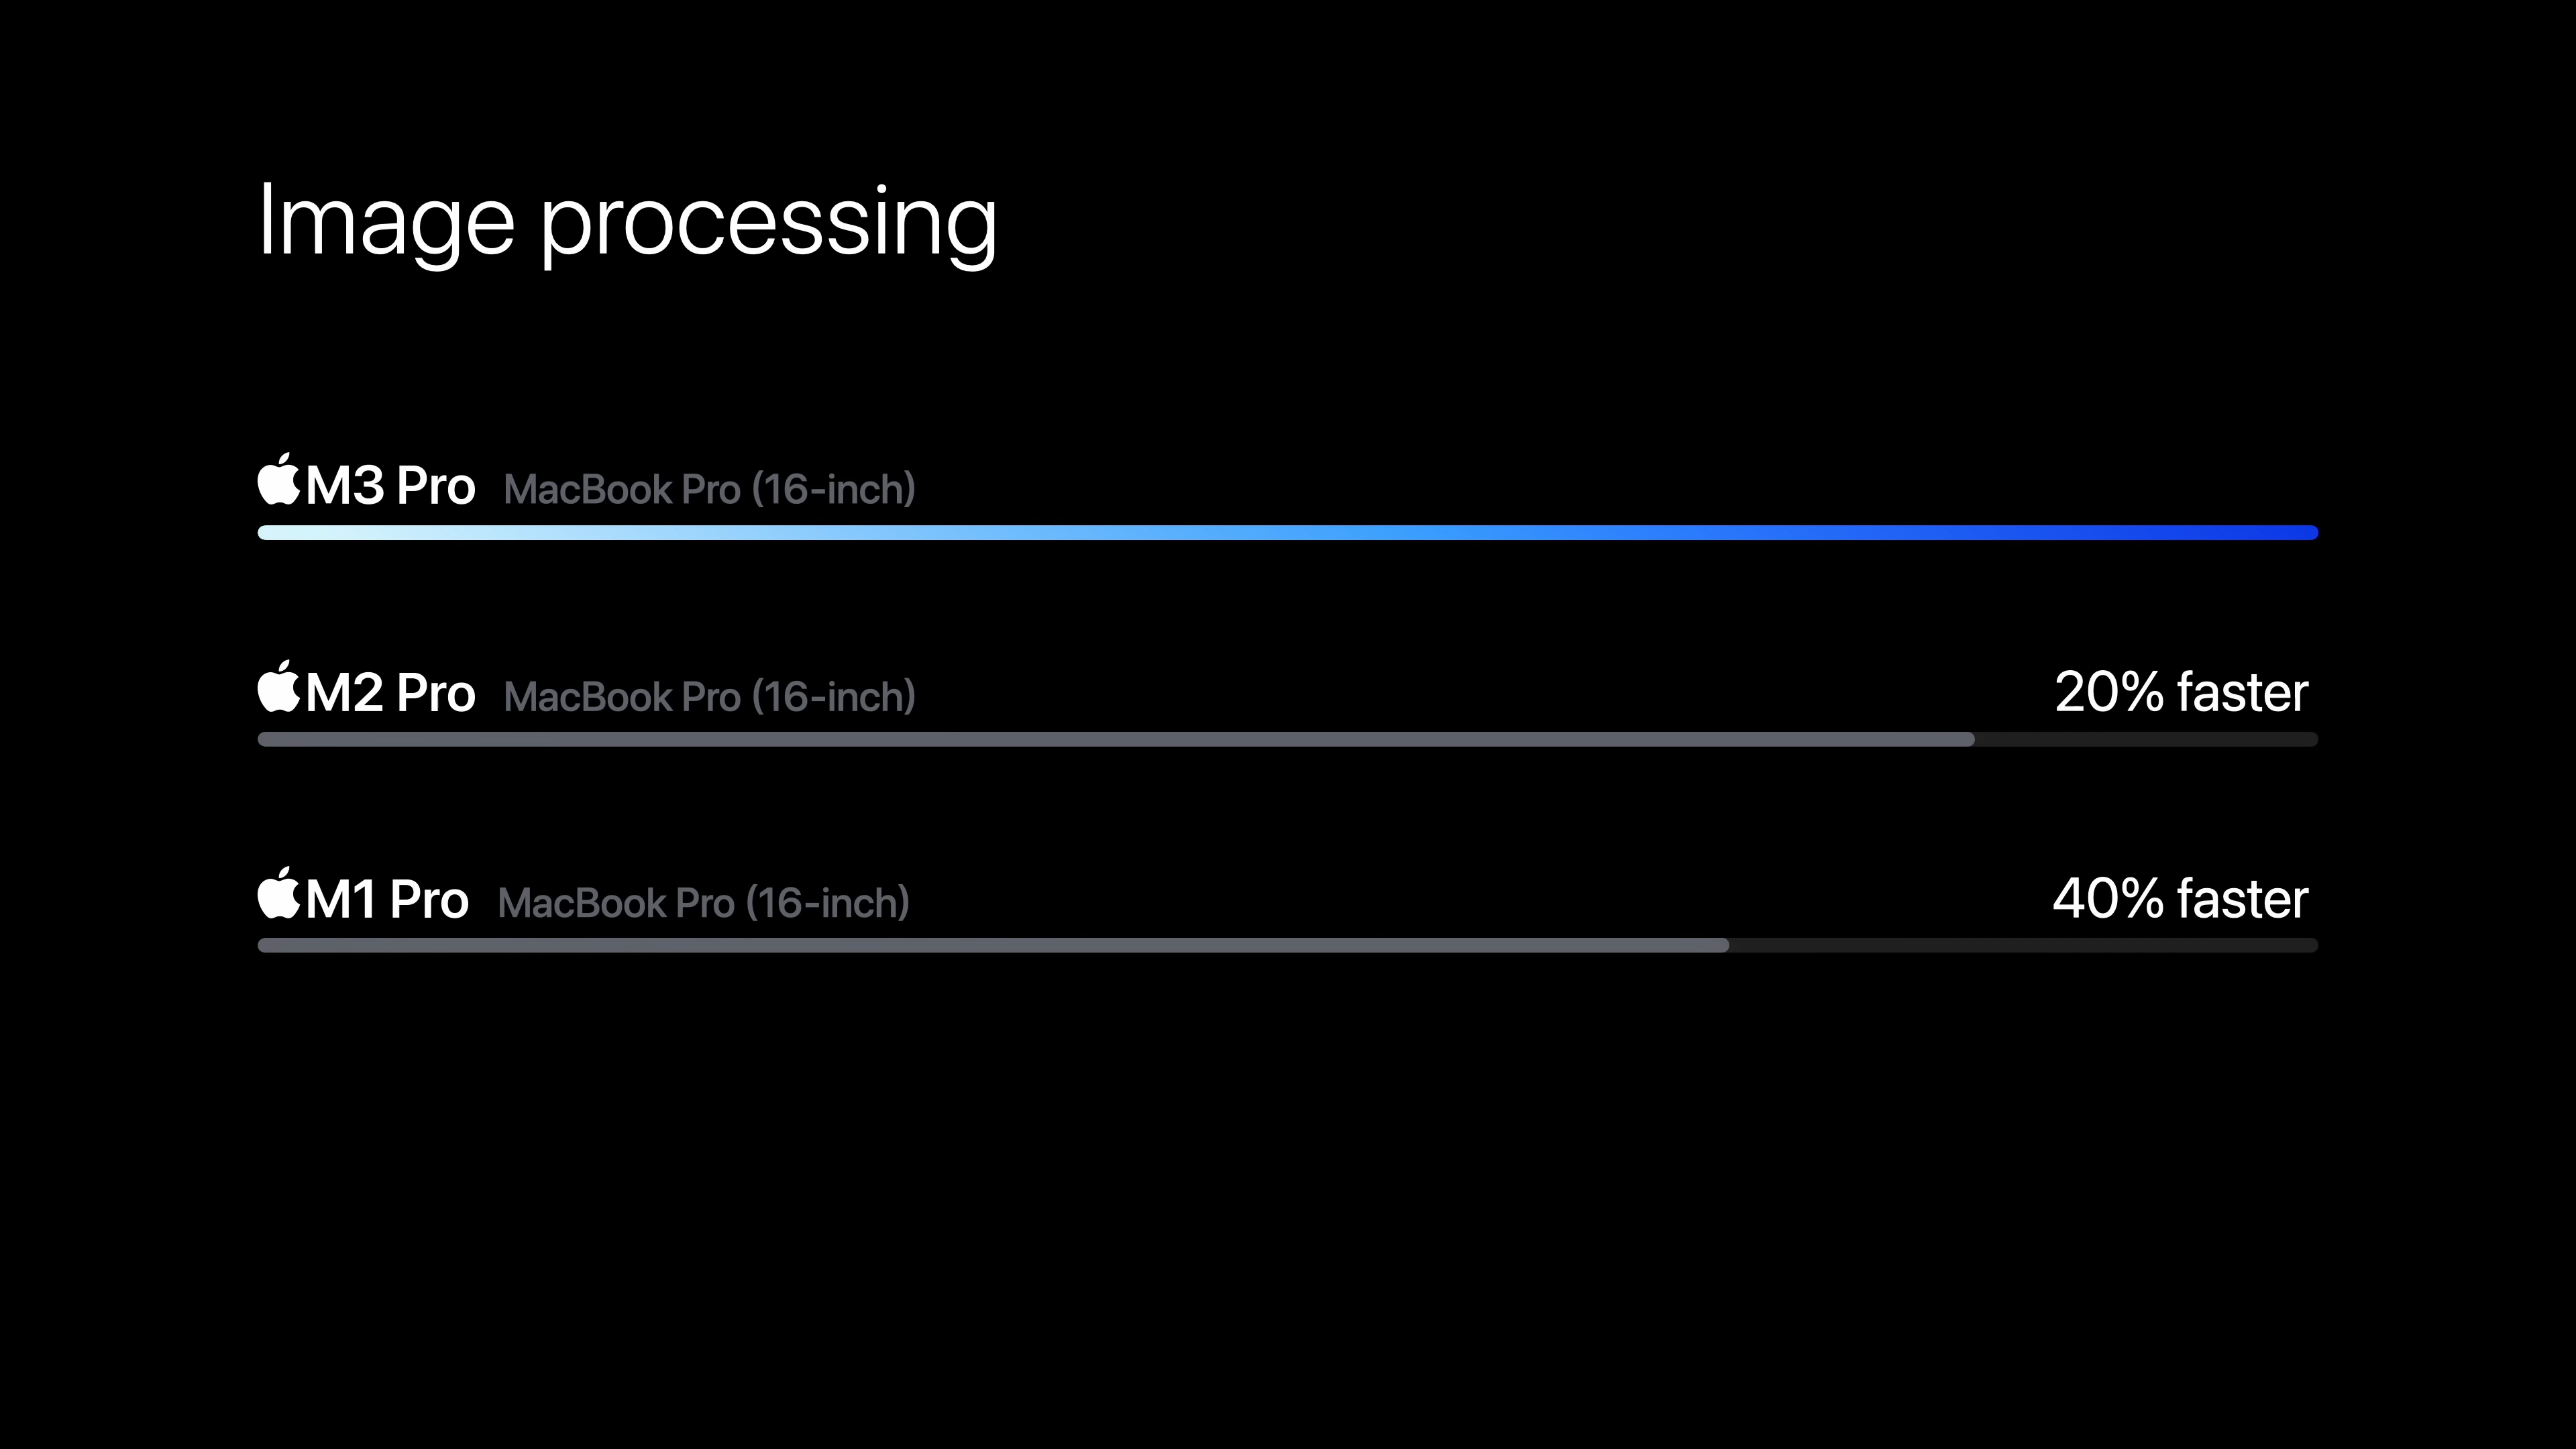 Image processing
M3 Pro MacBook Pro (16-inch)
M2 Pro MacBook Pro (16-inch) 20% faster
M1 Pro MacBook Pro (16-inch) 40% faster